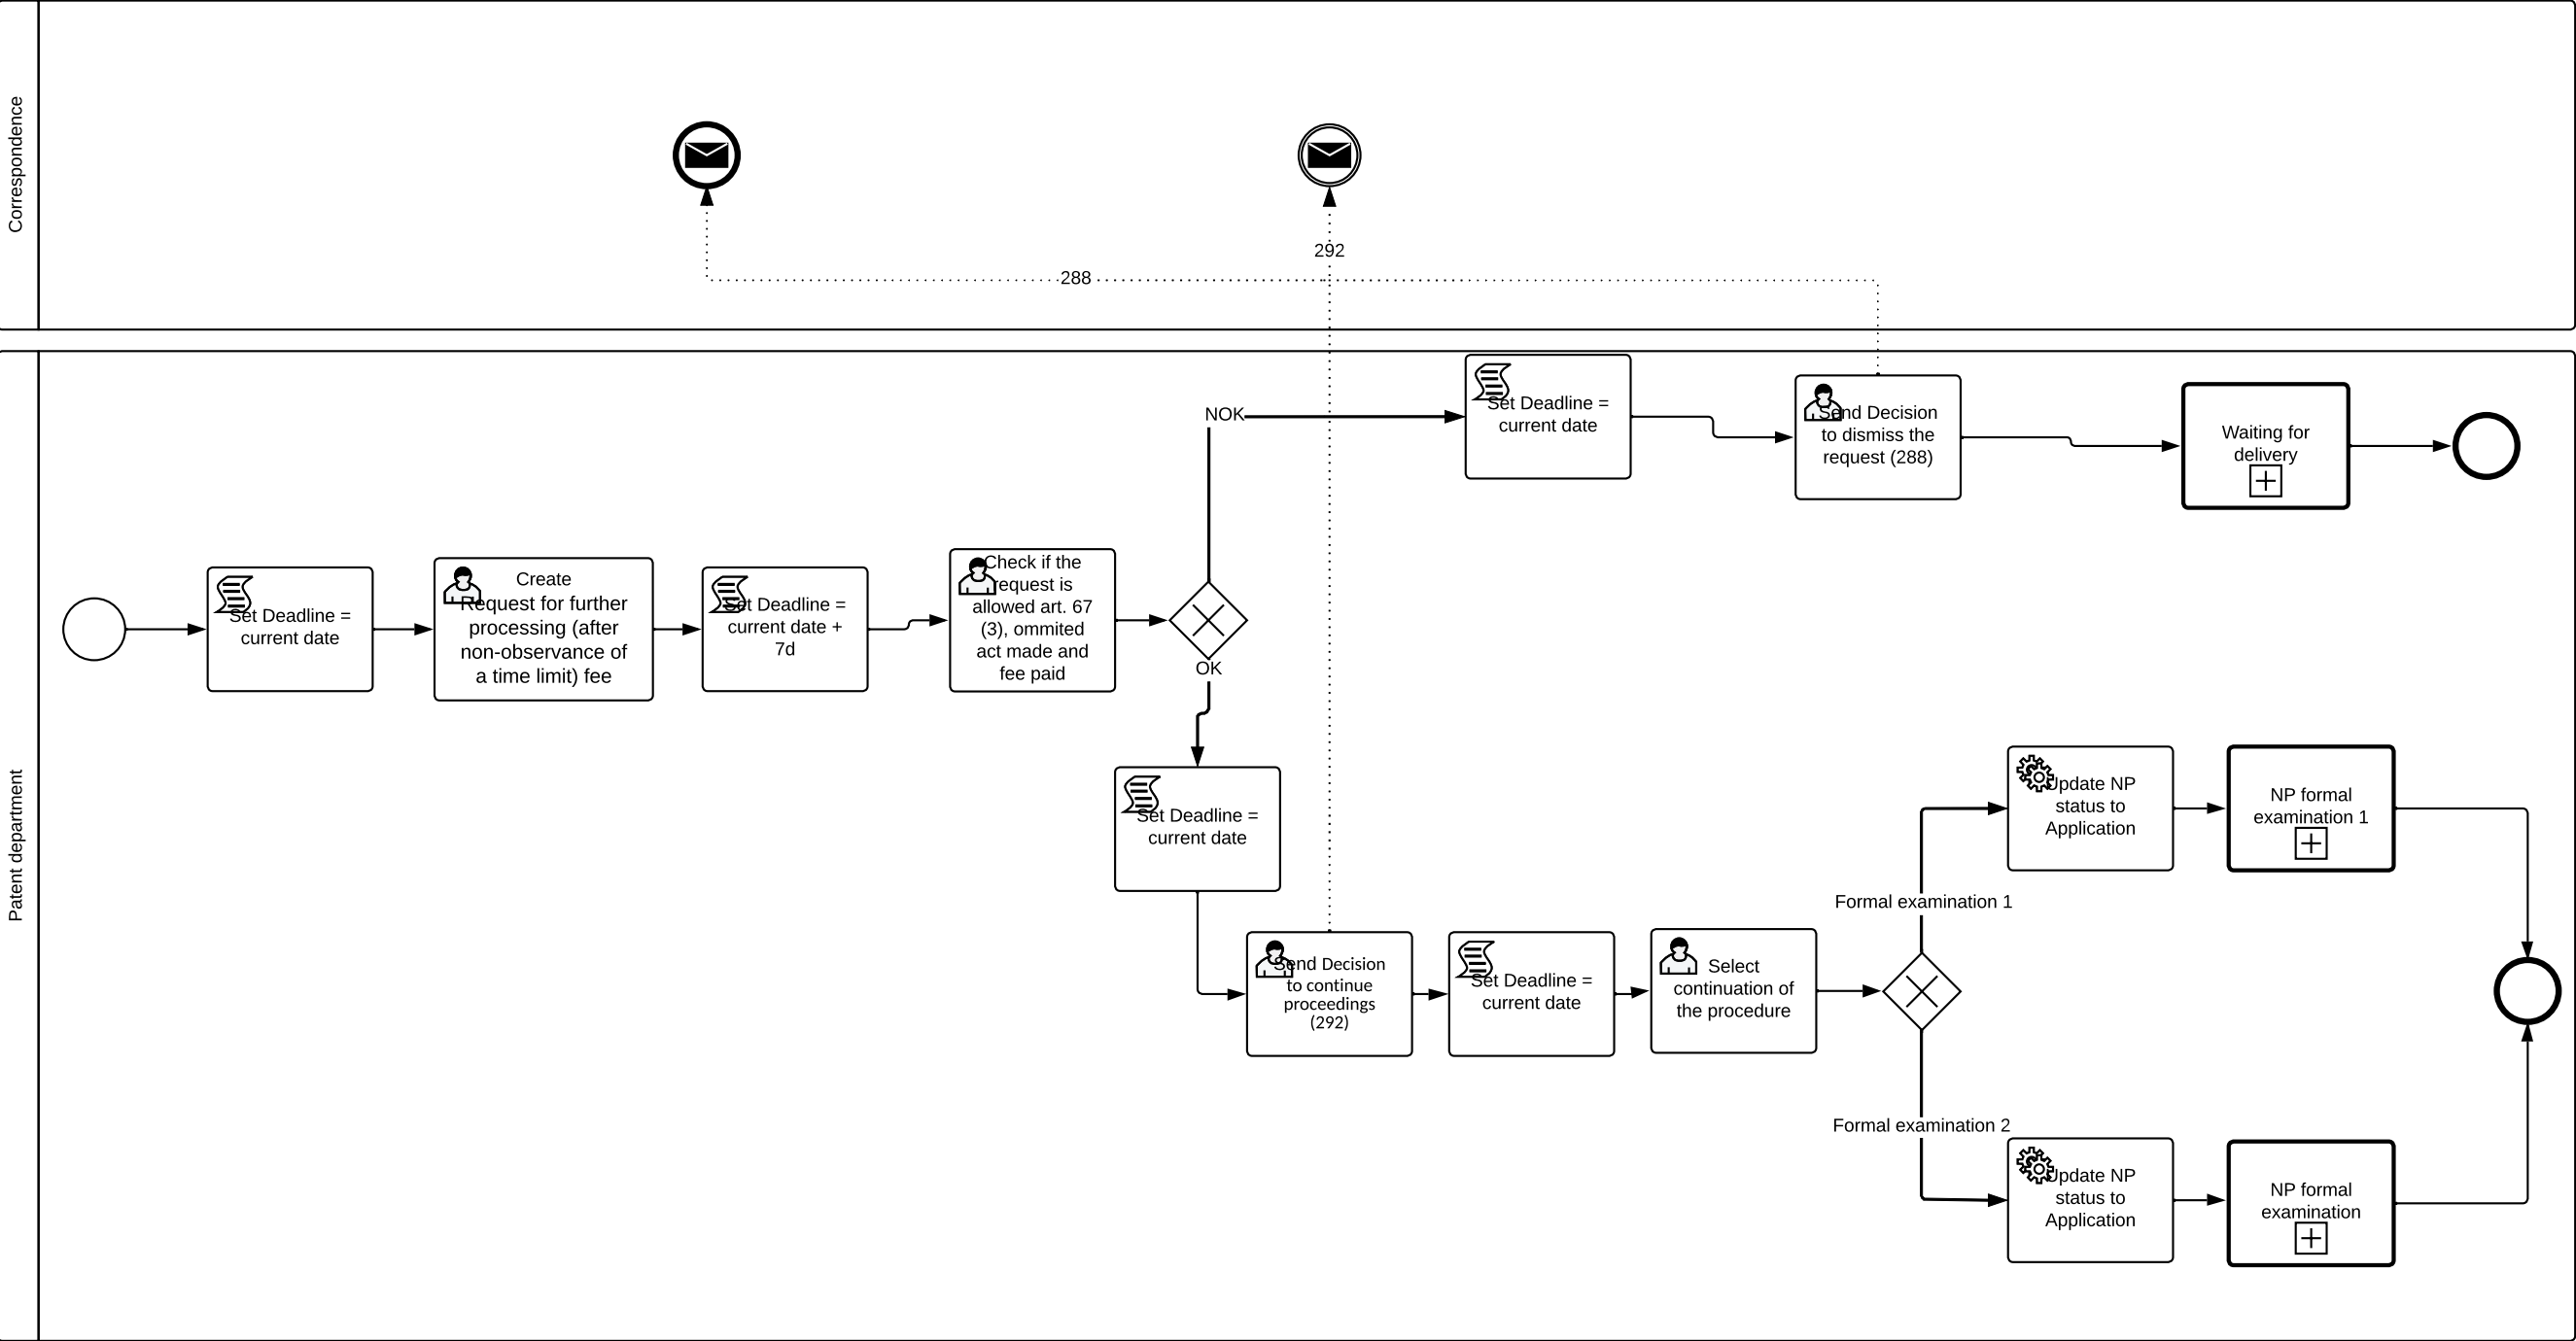 Correspondence
292
288
Patent department
NOK
Set Deadline =
current date
Send Decision
to dismiss the
request (288)
Waiting for
delivery
Set Deadline =
current date
Create
Request for further
processing (after
non-observance of
a time limit) fee
Set Deadline =
current date +
7d
Check if the
request is
allowed art. 67
(3), ommited
act made and
fee paid
OK
Set Deadline =
current date
Send Decision
to continue
proceedings
(292)
Set Deadline =
current date
Select
continuation of
the procedure
Formal examination 1
Update NP
status to
Application
NP formal
examination 1
Formal examination 2
Update NP
status to
Application
NP formal
examination